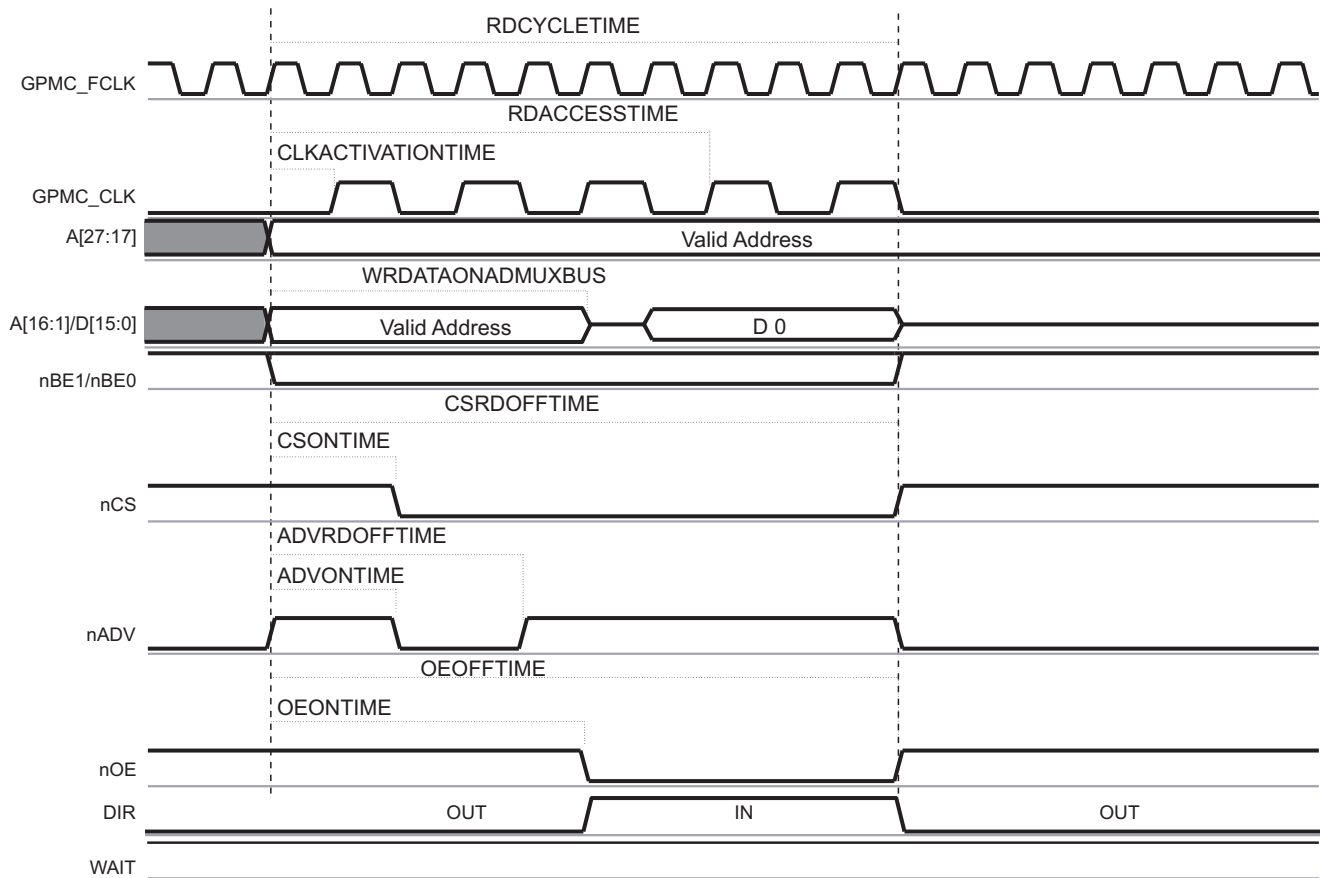 RDCYCLETIME
GPMC_FCLK
RDACCESSTIME
CLKACTIVATIONTIME
GPMC_CLK
A[27:17]
Valid Address
WRDATAONADMUXBUS
A[16:1]/D[15:0]
Valid Address
D 0
nBE1/nBE0
CSRDOFFTIME
CSONTIME
nCS
ADVRDOFFTIME
ADVONTIME
nADV
OEOFFTIME
OEONTIME
nOE
DIR
OUT
IN
OUT
WAIT